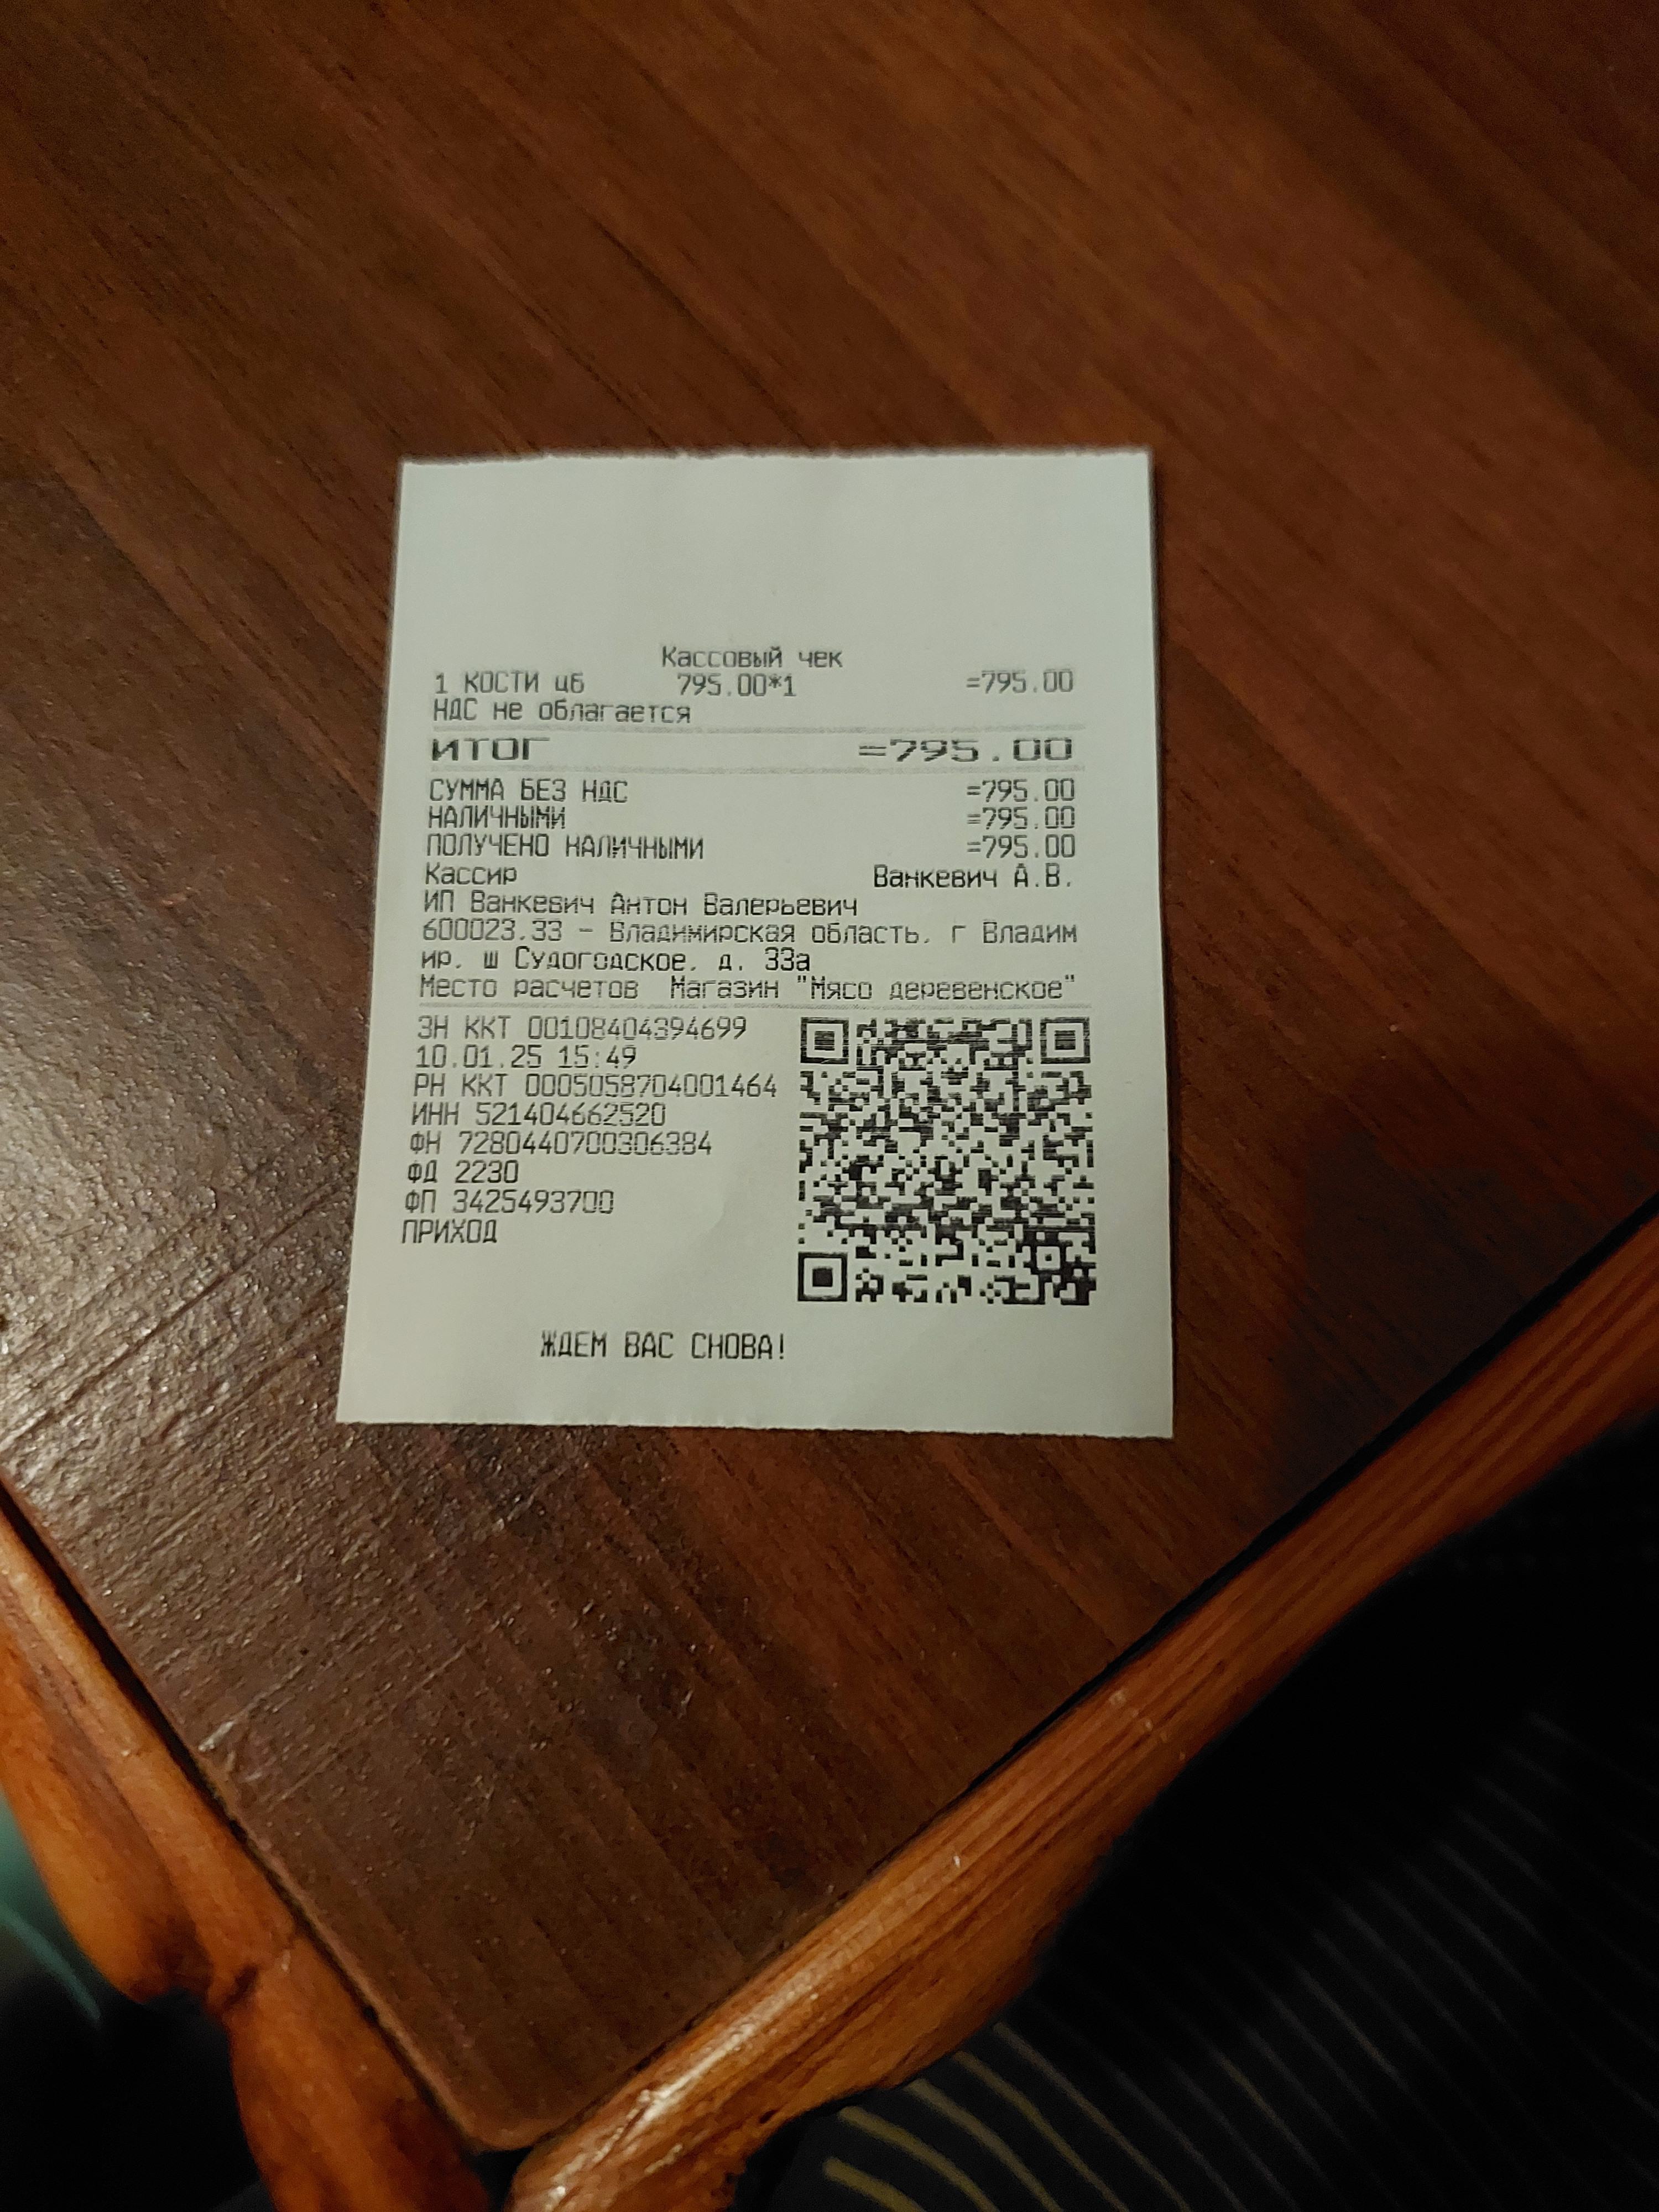 Кассовый чек
1 КОСТИ цб 795.00*1 =795.00
НДС не облагается
ИТОГ =795.00
СУММА БЕЗ НДС =795.00
НАЛИЧНЫМИ =795.00
ПОЛУЧЕНО НАЛИЧНЫМИ =795.00
Кассир Ванкевич А.В.
ИП Ванкевич Антон Валерьевич
600023,33 - Владимирская область, г Владим
ир, ш Судогодское, д. 33а
Место расчетов Магазин "Мясо деревенское"
ЗН ККТ 00108404394699
10.01.25 15:49
РН ККТ 0005058704001464
ИНН 521404662520
ФН 7280440700306384
ФД 2230
ФП 3425493700
ПРИХОД
ЖДЕМ ВАС СНОВА!